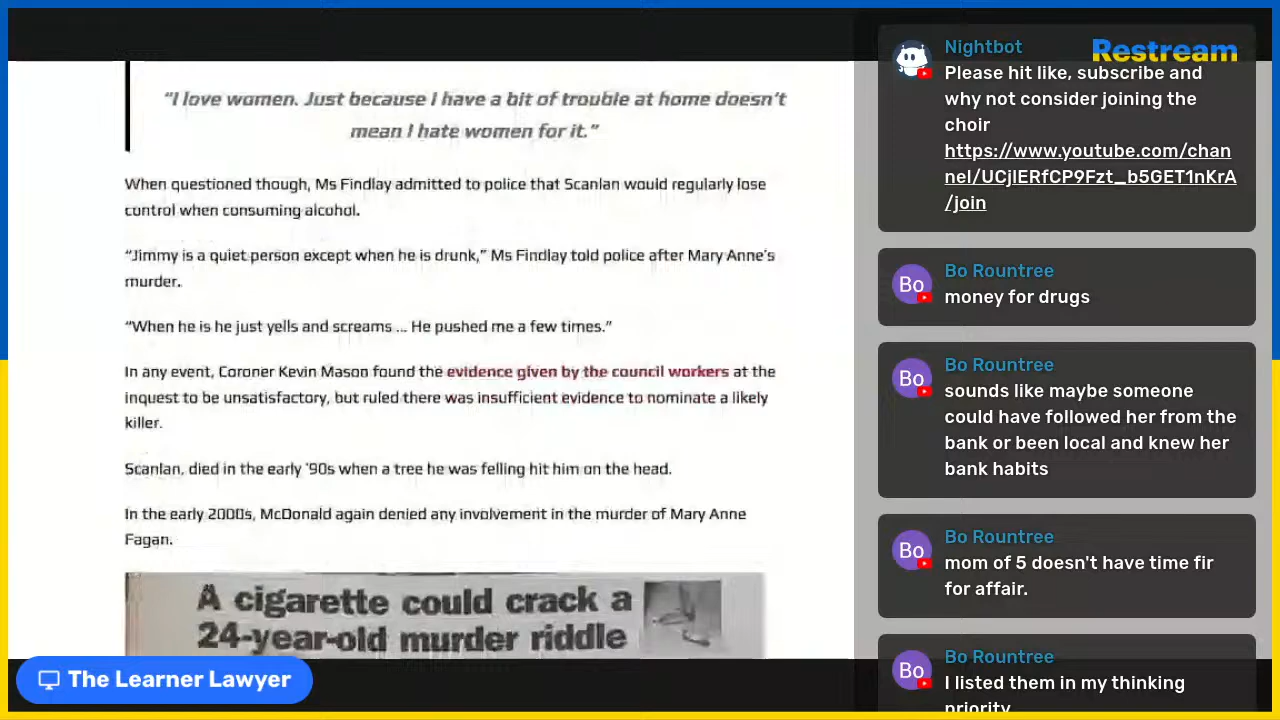 “I love women. Just because I have a bit of trouble at home doesn’t
mean I hate women for it.”
When questioned though, Ms Findlay admitted to police that Scanlan would regularly lose
control when consuming alcohol.
“Jimmy is a quiet person except when he is drunk,” Ms Findlay told police after Mary Anne’s
murder.
“When he is he just yells and screams ... He pushed me a few times.”
In any event, Coroner Kevin Mason found the evidence given by the council workers at the
inquest to be unsatisfactory, but ruled there was insufficient evidence to nominate a likely
killer.
Scanlan, died in the early ’90s when a tree he was felling hit him on the head.
In the early 2000s, McDonald again denied any involvement in the murder of Mary Anne
Fagan.
A cigarette could crack a
24-year-old murder riddle
The Learner Lawyer
Restream
Nightbot
Please hit like, subscribe and
why not consider joining the
choir
https://www.youtube.com/chan
nel/UCjlERfCP9Fzt_b5GET1nKrA
/join
Bo
Bo Rountree
money for drugs
Bo
Bo Rountree
sounds like maybe someone
could have followed her from the
bank or been local and knew her
bank habits
Bo
Bo Rountree
mom of 5 doesn't have time fir
for affair.
Bo
Bo Rountree
I listed them in my thinking
priority